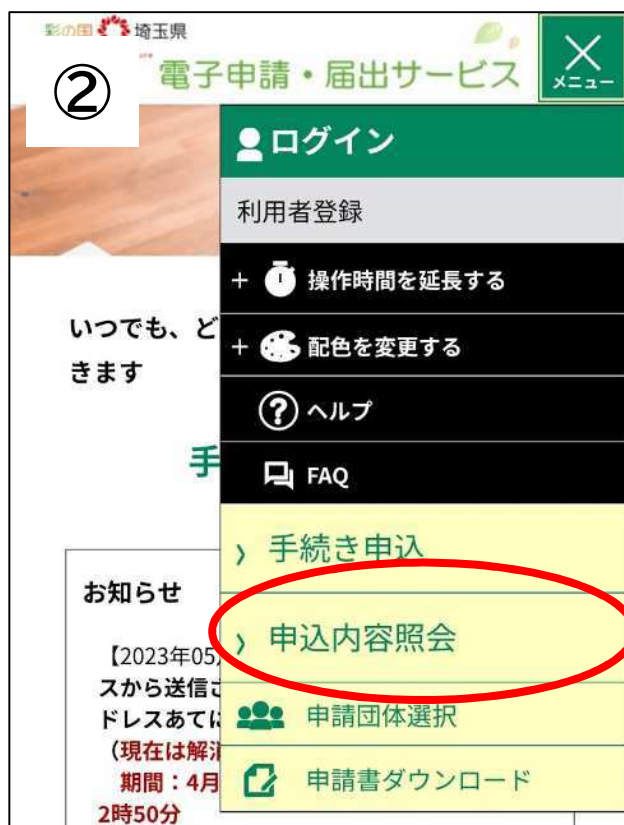 彩の国 埼玉県
電子申請・届出サービス
メニュー
②
ログイン
利用者登録
+ 操作時間を延長する
いつでも、ど
+ 配色を変更する
きます
? ヘルプ
手
FAQ
› 手続き申込
お知らせ
› 申込内容照会
【2023年05
スから送信さ
ドレスあてに
申請団体選択
（現在は解消
期間：4月
申請書ダウンロード
2時50分